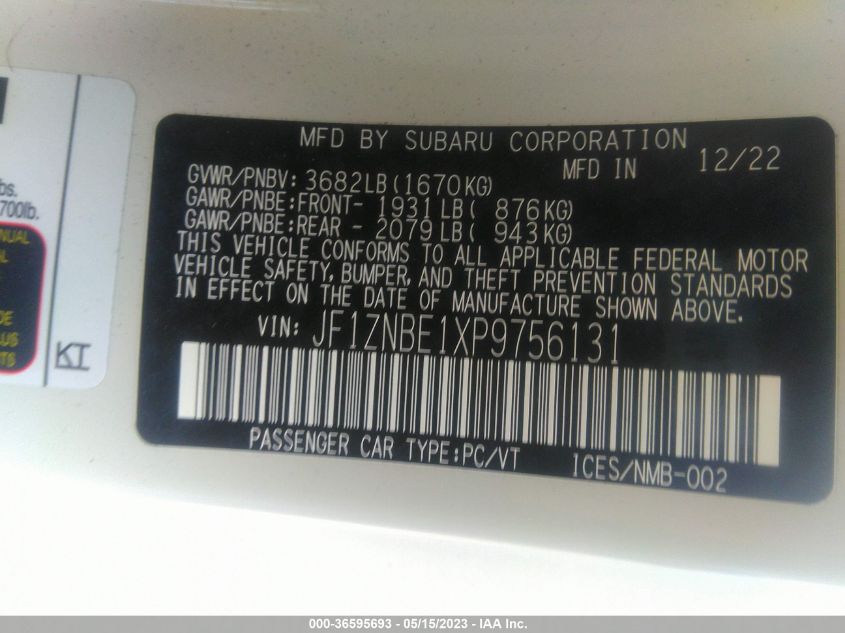 MFD BY SUBARU CORPORATION
MFD IN 12/22
GVWR/PNBV: 3682LB(1670KG)
GAWR/PNBE:FRONT- 1931LB( 876KG)
GAWR/PNBE:REAR - 2079LB( 943KG)
THIS VEHICLE CONFORMS TO ALL APPLICABLE FEDERAL MOTOR
VEHICLE SAFETY, BUMPER, AND THEFT PREVENTION STANDARDS
IN EFFECT ON THE DATE OF MANUFACTURE SHOWN ABOVE.
VIN: JF1ZNBE1XP9756131
PASSENGER CAR TYPE:PC/VT ICES/NMB-002
700lb.
KI
000-36595693 - 05/15/2023 - IAA Inc.